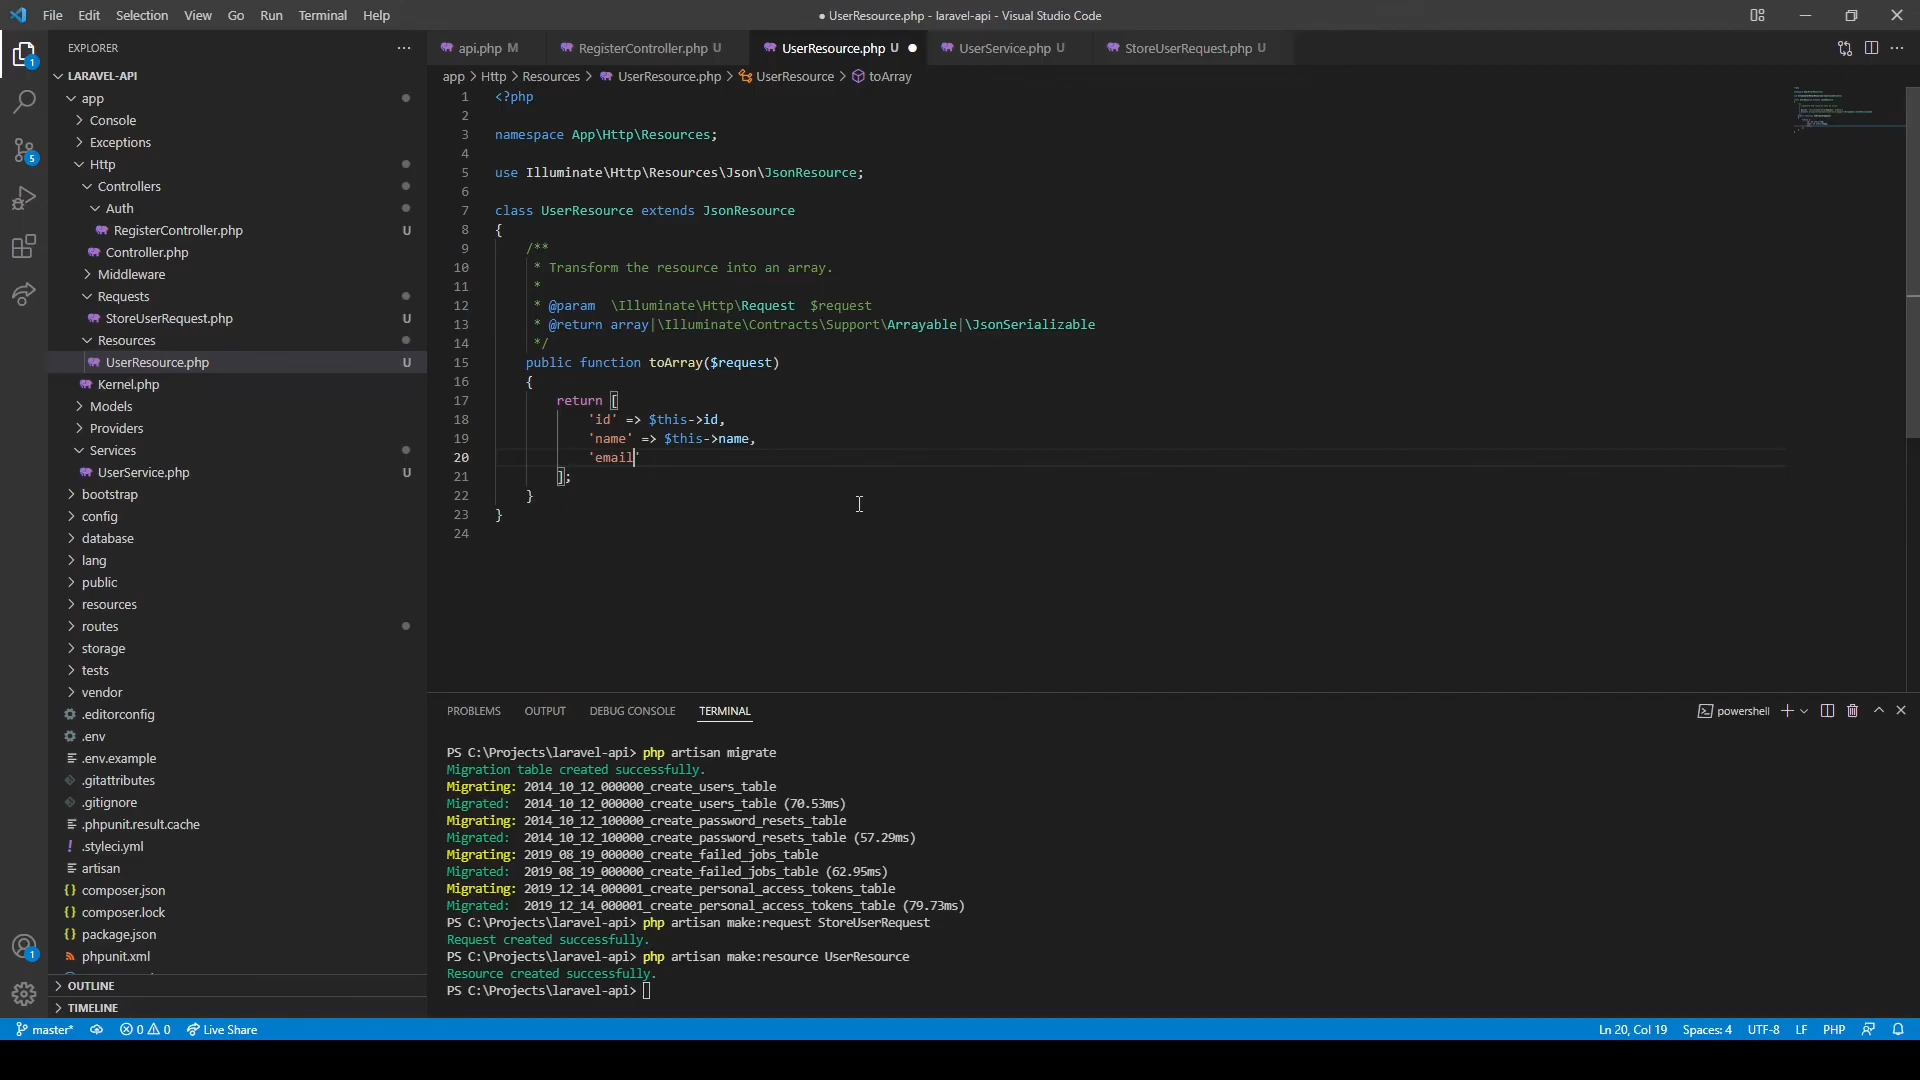 File Edit Selection View Go Run Terminal Help
● UserResource.php - laravel-api - Visual Studio Code
EXPLORER
LARAVEL-API
app
Console
Exceptions
Http
Controllers
Auth
RegisterController.php U
Controller.php
Middleware
Requests
StoreUserRequest.php U
Resources
UserResource.php U
Kernel.php
Models
Providers
Services
UserService.php U
bootstrap
config
database
lang
public
resources
routes
storage
tests
vendor
.editorconfig
.env
.env.example
.gitattributes
.gitignore
.phpunit.result.cache
.styleci.yml
artisan
composer.json
composer.lock
package.json
phpunit.xml
OUTLINE
TIMELINE
1
5
1
api.php M RegisterController.php U UserResource.php U UserService.php U StoreUserRequest.php U
app > Http > Resources > UserResource.php > UserResource > toArray
1 <?php
2
3 namespace App\Http\Resources;
4
5 use Illuminate\Http\Resources\Json\JsonResource;
6
7 class UserResource extends JsonResource
8 {
9 /**
10 * Transform the resource into an array.
11 *
12 * @param  \Illuminate\Http\Request  $request
13 * @return array|\Illuminate\Contracts\Support\Arrayable|\JsonSerializable
14 */
15 public function toArray($request)
16 {
17 return [
18 'id' => $this->id,
19 'name' => $this->name,
20 'email'
21 ];
22 }
23 }
24
PROBLEMS OUTPUT DEBUG CONSOLE TERMINAL
powershell
PS C:\Projects\laravel-api> php artisan migrate
Migration table created successfully.
Migrating: 2014_10_12_000000_create_users_table
Migrated:  2014_10_12_000000_create_users_table (70.53ms)
Migrating: 2014_10_12_100000_create_password_resets_table
Migrated:  2014_10_12_100000_create_password_resets_table (57.29ms)
Migrating: 2019_08_19_000000_create_failed_jobs_table
Migrated:  2019_08_19_000000_create_failed_jobs_table (62.95ms)
Migrating: 2019_12_14_000001_create_personal_access_tokens_table
Migrated:  2019_12_14_000001_create_personal_access_tokens_table (79.73ms)
PS C:\Projects\laravel-api> php artisan make:request StoreUserRequest
Request created successfully.
PS C:\Projects\laravel-api> php artisan make:resource UserResource
Resource created successfully.
PS C:\Projects\laravel-api>
master* 0 0 Live Share
Ln 20, Col 19 Spaces: 4 UTF-8 LF PHP